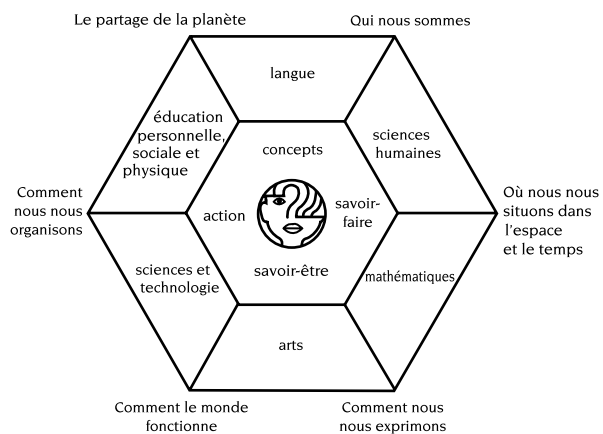 Le partage de la planète
Qui nous sommes
langue
éducation
personnelle,
sociale et
physique
sciences
humaines
concepts
Comment
nous nous
organisons
action
savoir-
faire
Où nous nous
situons dans
l'espace
et le temps
sciences et
technologie
savoir-être
mathématiques
arts
Comment le monde
fonctionne
Comment nous
nous exprimons